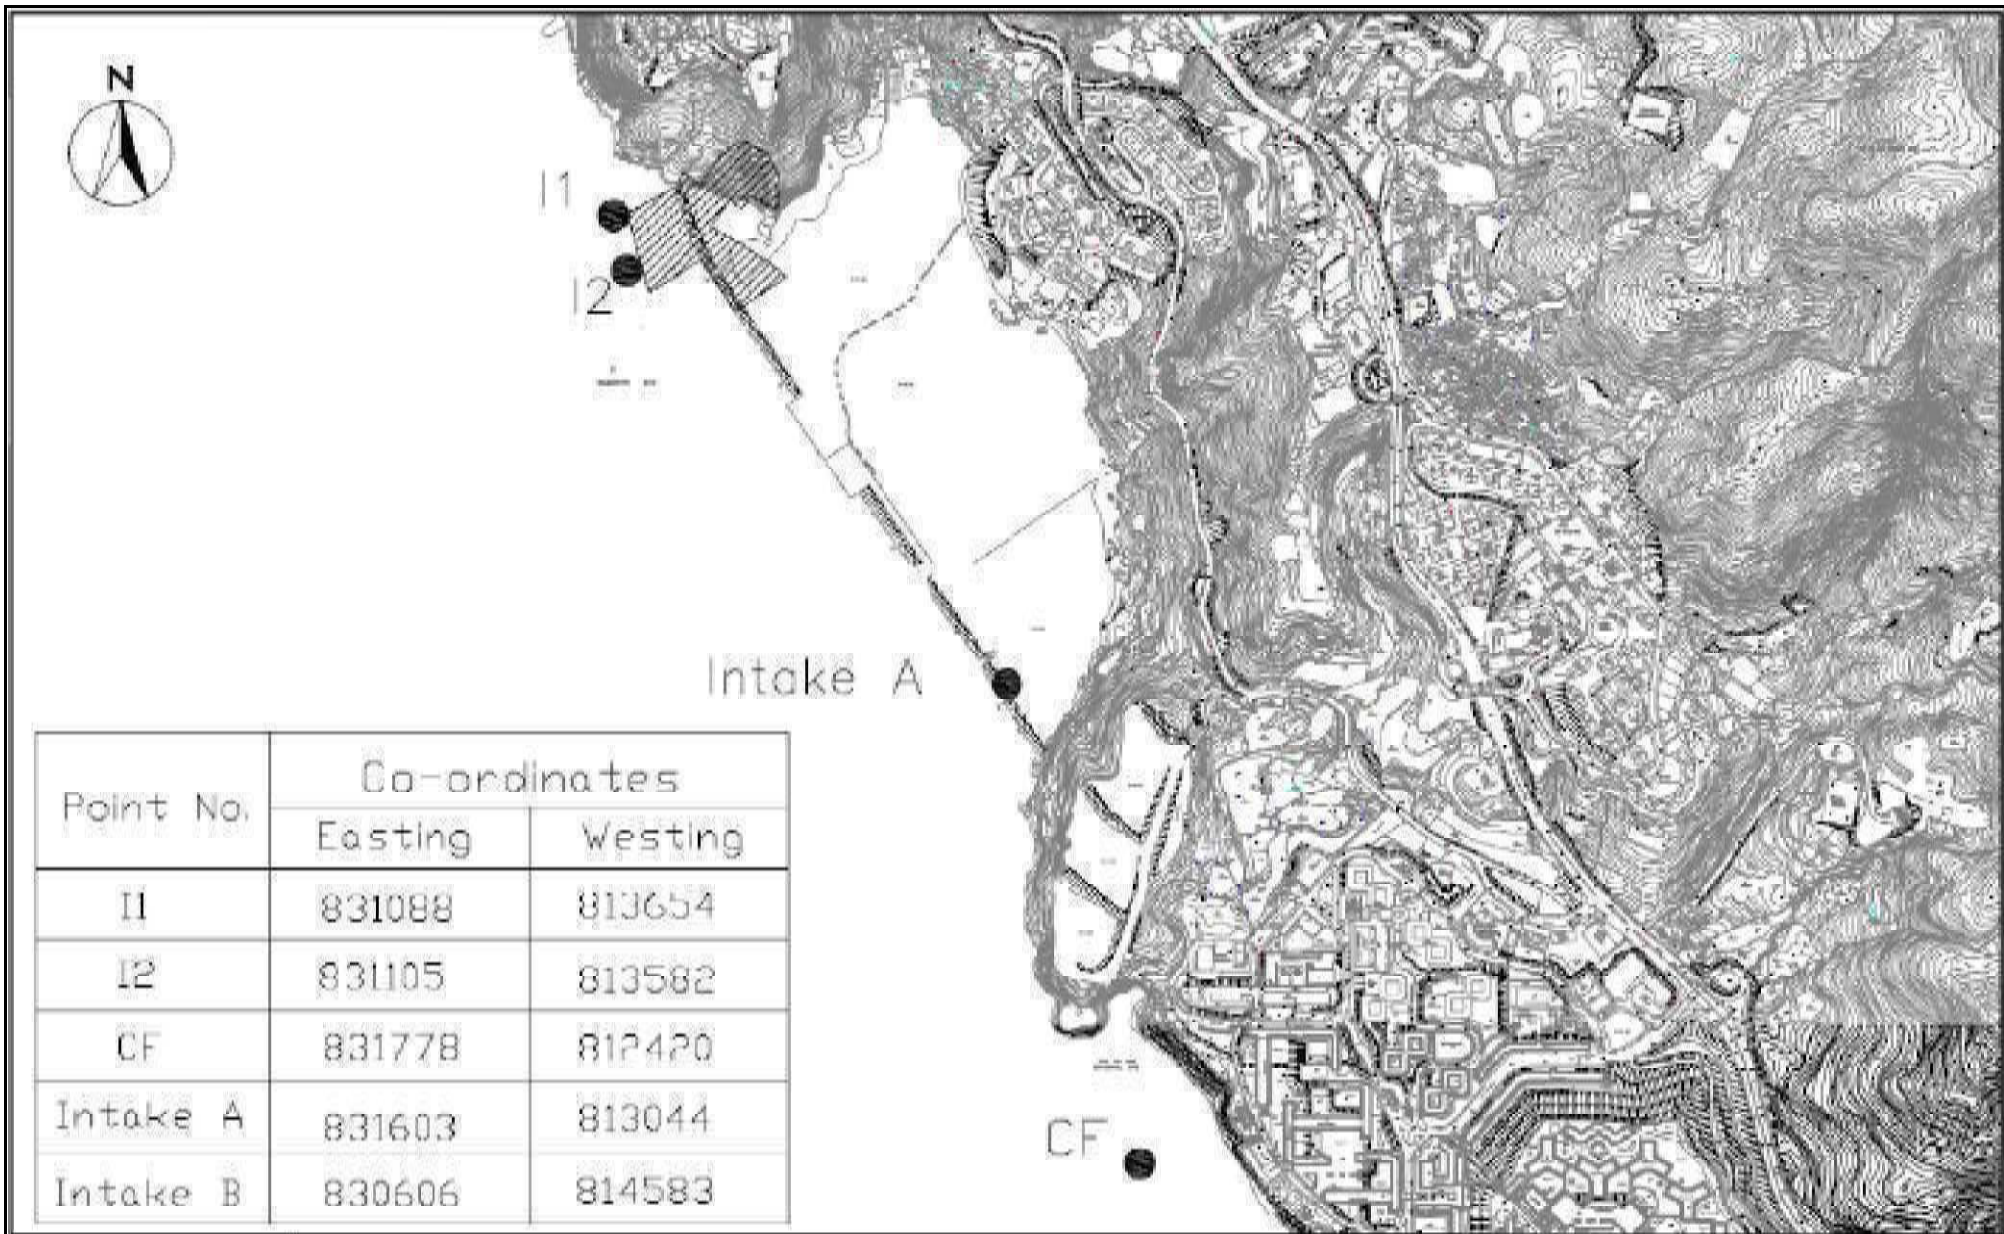 N
I1
I2
Intake A
Point No.
Co-ordinates
Easting Westing
I1 831088 813654
I2 831105 813582
CF 831778 812420
Intake A 831603 813044
Intake B 830606 814583
CF